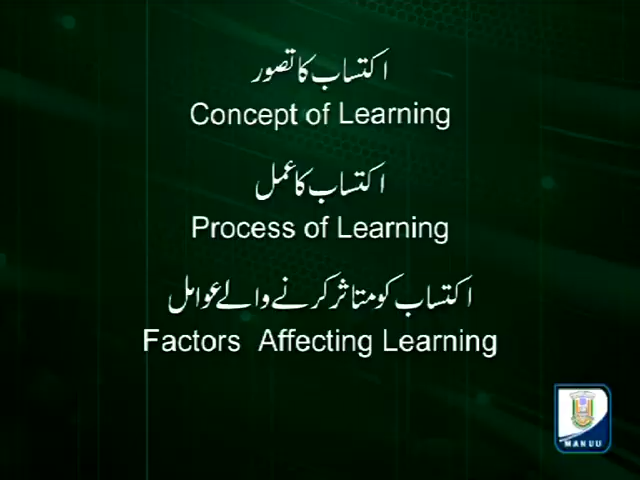 اکتساب کا تصور
Concept of Learning
اکتساب کا عمل
Process of Learning
اکتساب کو متاثر کرنے والے عوامل
Factors Affecting Learning
MANUU